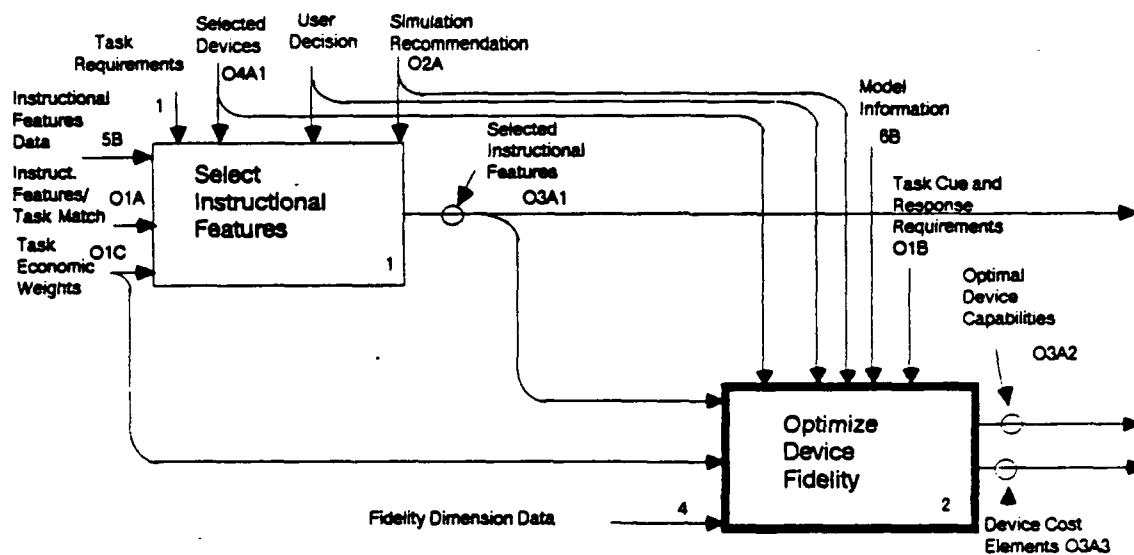 Task
Requirements
1
Selected
Devices
O4A1
User
Decision
Simulation
Recommendation
O2A
Model
Information
6B
Instructional
Features
Data
5B
Instruct.
Features/
Task Match
O1A
Task
Economic
Weights
O1C
Select
Instructional
Features
1
Selected
Instructional
Features
O3A1
Task Cue and
Response
Requirements
O1B
Optimal
Device
Capabilities
O3A2
Optimize
Device
Fidelity
2
Fidelity Dimension Data
4
Device Cost
Elements O3A3